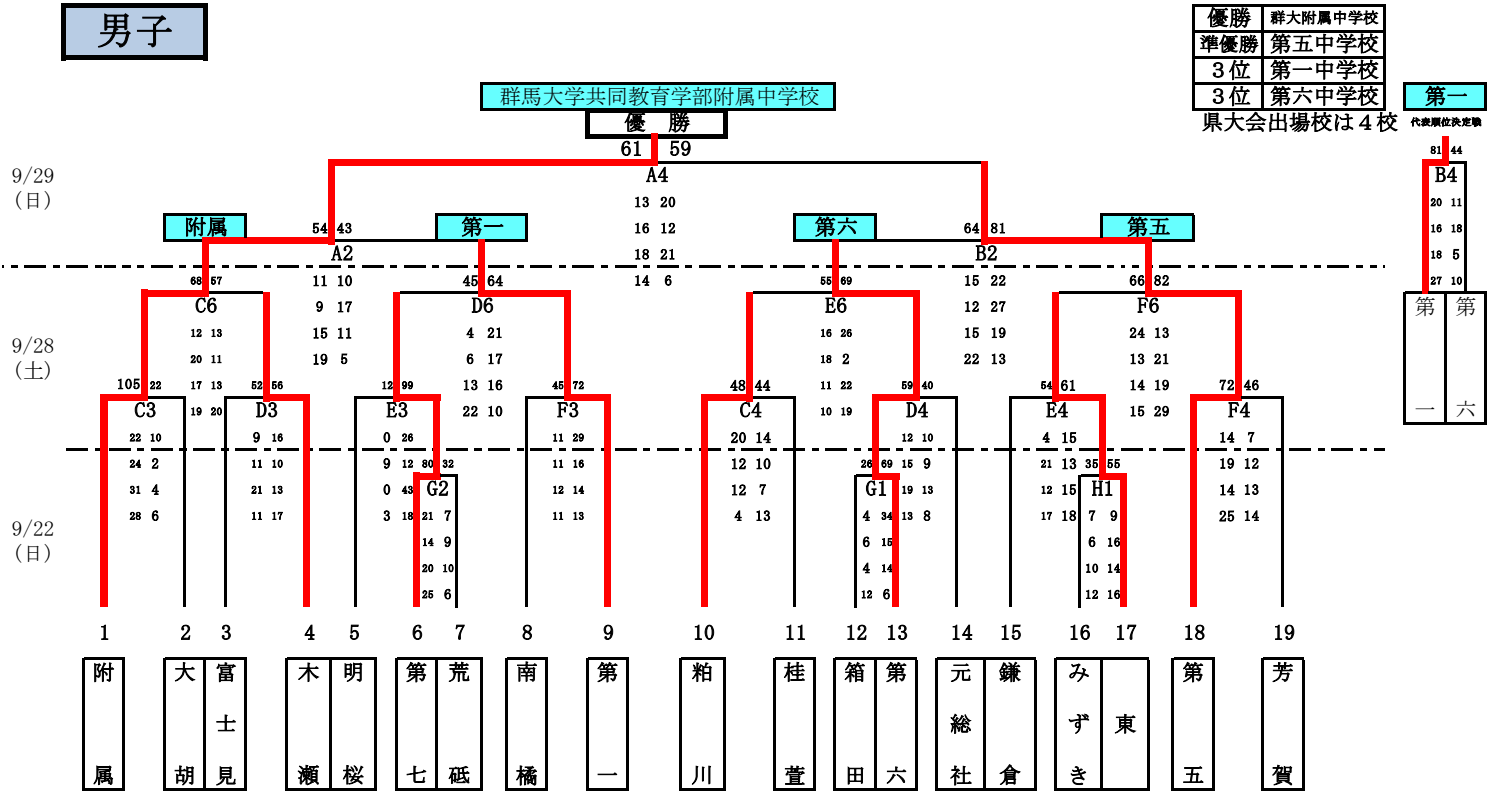 男子
優勝 群大附属中学校
準優勝 第五中学校
３位 第一中学校
３位 第六中学校
県大会出場校は４校
第一
代表順位決定戦
群馬大学共同教育学部附属中学校
優 勝
61 59
A4
13 20
16 12
18 21
14 6
81 44
B4
20 11
16 18
18 5
27 10
第一
第六
9/29
(日)
附属
54 43
第一
A2
11 10
9 17
15 11
19 5
第六
64 81
第五
B2
15 22
12 27
15 19
22 13
9/28
(土)
68 57
C6
12 13
20 11
17 13
19 20
45 64
D6
4 21
6 17
13 16
22 10
55 69
E6
16 26
18 2
11 22
10 19
66 82
F6
24 13
13 21
14 19
15 29
105 22
C3
22 10
24 2
31 4
28 6
52 56
D3
9 16
11 10
21 13
11 17
12 99
E3
0 26
9 12
0 43
3 18
45 72
F3
11 29
11 16
12 14
11 13
48 44
C4
20 14
12 10
12 7
4 13
59 40
D4
12 10
15 9
19 13
13 8
54 61
E4
4 15
21 13
12 15
17 18
72 46
F4
14 7
19 12
14 13
25 14
9/22
(日)
80 32
G2
21 7
14 9
20 10
25 6
26 69
G1
4 34
6 15
4 14
12 6
35 55
H1
7 9
6 16
10 14
12 16
1 2 3 4 5 6 7 8 9 10 11 12 13 14 15 16 17 18 19
附属
大胡
富士見
木瀬
明桜
第七
荒砥
南橘
第一
粕川
桂萱
箱田
第六
元総社
鎌倉
みずき
東
第五
芳賀